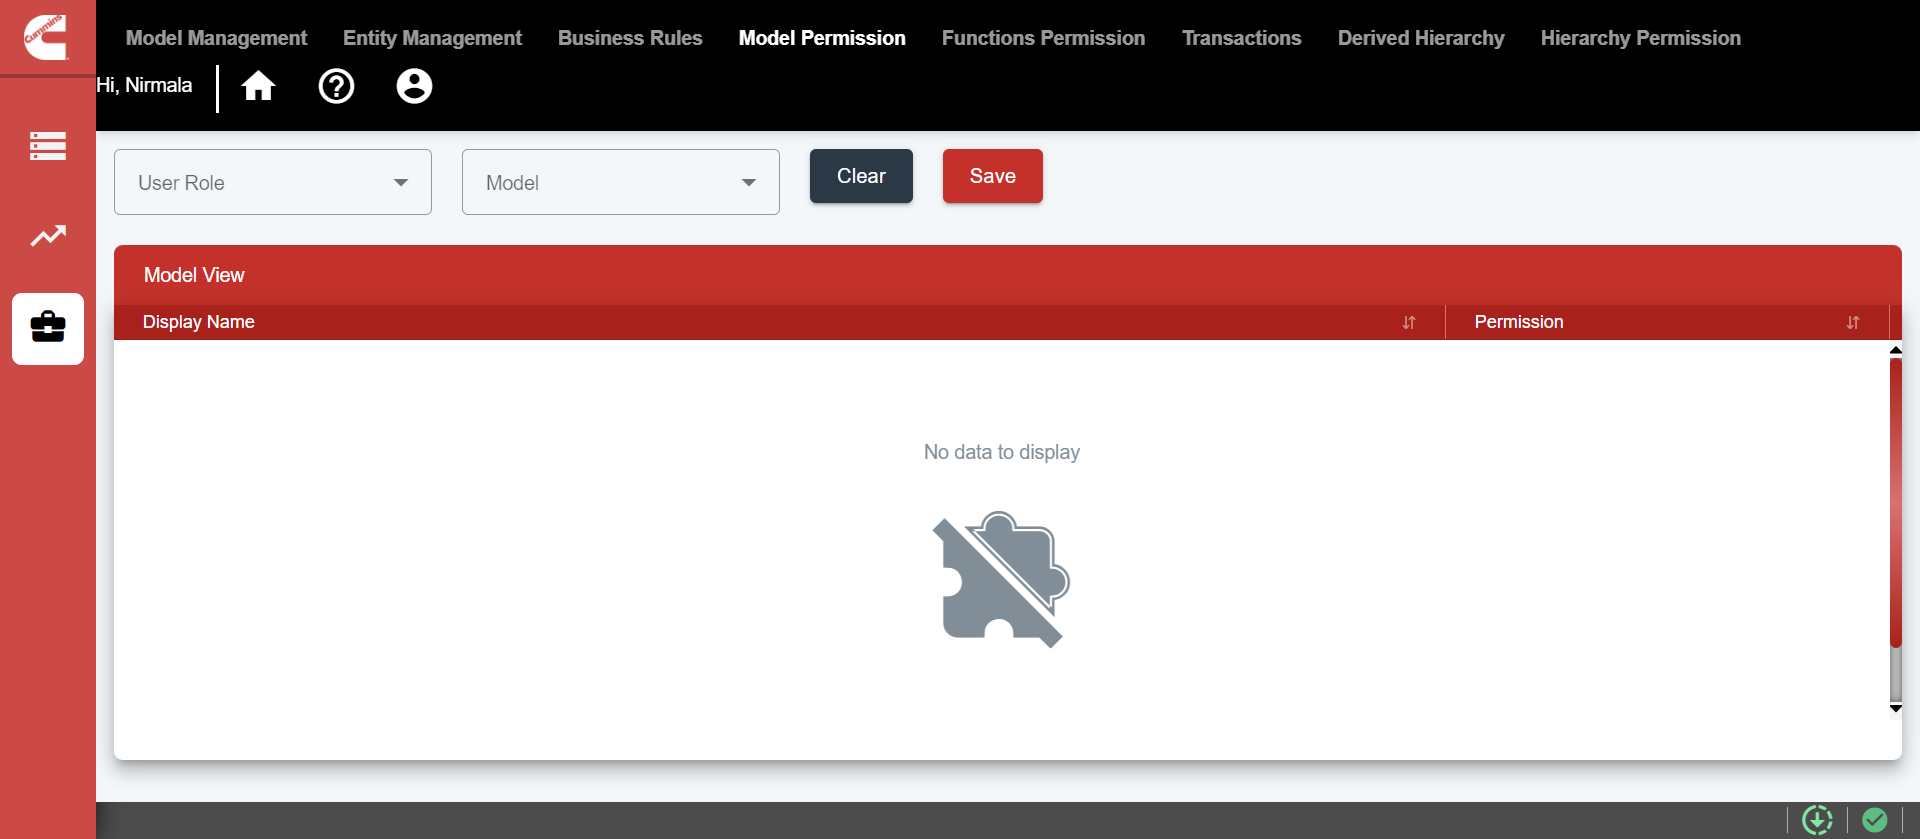 Cummins
Model Management Entity Management Business Rules Model Permission Functions Permission Transactions Derived Hierarchy Hierarchy Permission
Hi, Nirmala
User Role Model Clear Save
Model View
Display Name Permission
No data to display